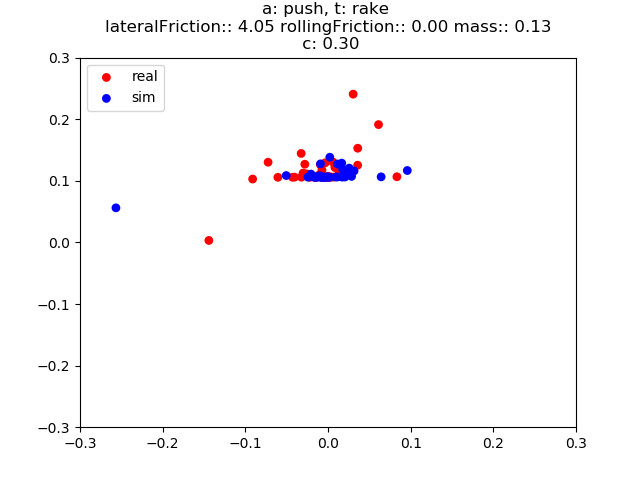 a: push, t: rake
lateralFriction:: 4.05 rollingFriction:: 0.00 mass:: 0.13
c: 0.30
real
sim
0.3
0.2
0.1
0.0
−0.1
−0.2
−0.3
−0.3
−0.2
−0.1
0.0
0.1
0.2
0.3